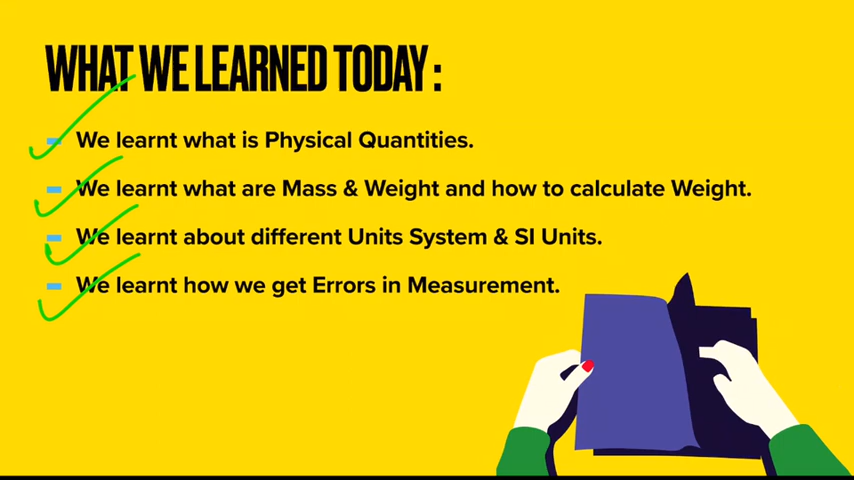 WHAT WE LEARNED TODAY:
- We learnt what is Physical Quantities.
- We learnt what are Mass & Weight and how to calculate Weight.
- We learnt about different Units System & SI Units.
- We learnt how we get Errors in Measurement.